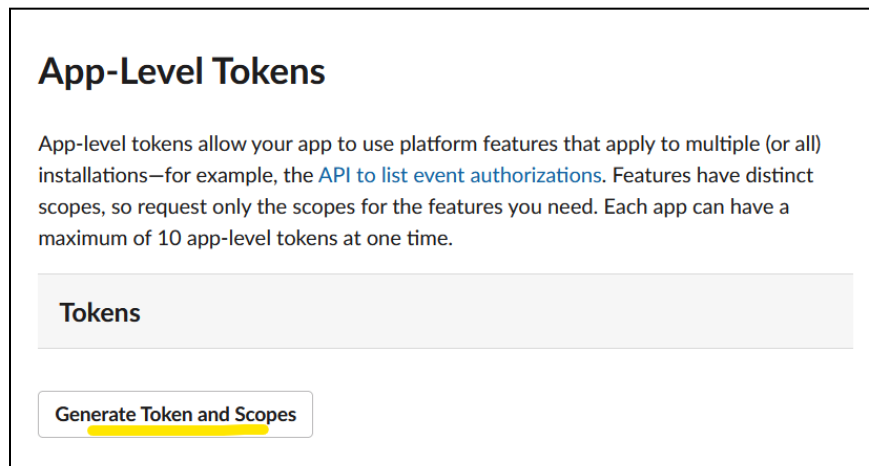 App-Level Tokens
App-level tokens allow your app to use platform features that apply to multiple (or all)
installations—for example, the API to list event authorizations. Features have distinct
scopes, so request only the scopes for the features you need. Each app can have a
maximum of 10 app-level tokens at one time.
Tokens
Generate Token and Scopes